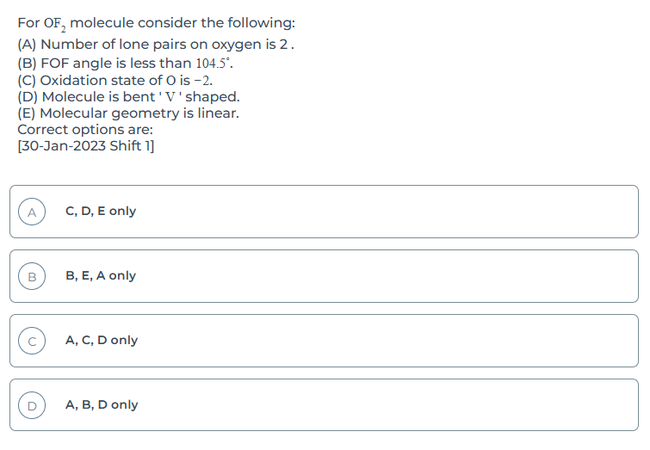 For OF₂ molecule consider the following:
(A) Number of lone pairs on oxygen is 2.
(B) FOF angle is less than 104.5°.
(C) Oxidation state of O is −2.
(D) Molecule is bent ' V ' shaped.
(E) Molecular geometry is linear.
Correct options are:
[30-Jan-2023 Shift 1]
A C, D, E only
B B, E, A only
C A, C, D only
D A, B, D only